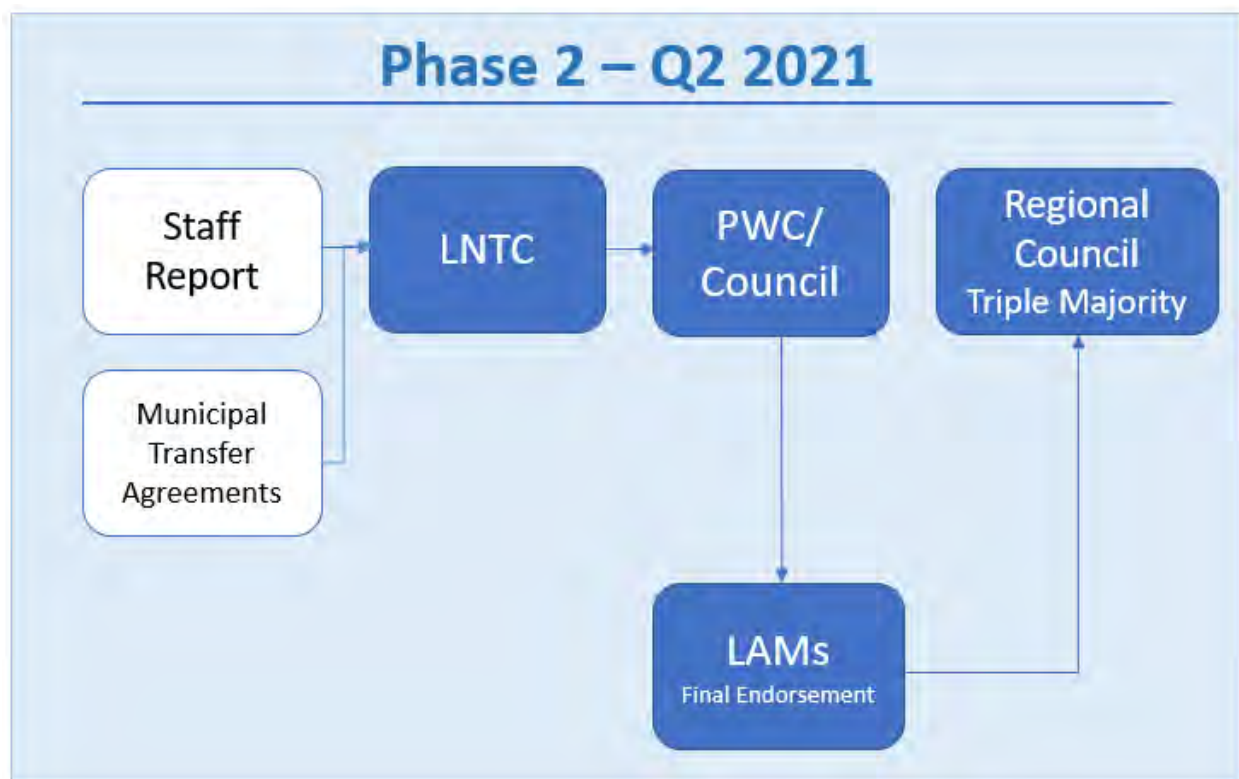 Phase 2 – Q2 2021
Staff
Report
LNTC
PWC/
Council
Regional
Council
Triple Majority
Municipal
Transfer
Agreements
LAMs
Final Endorsement